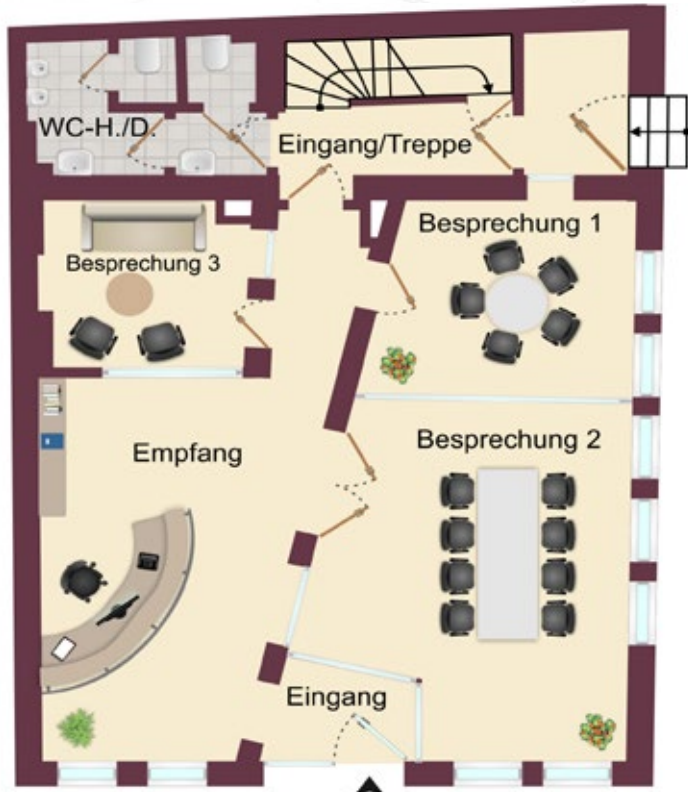 WC-H./D.
Eingang/Treppe
Besprechung 1
Besprechung 3
Besprechung 2
Empfang
Eingang